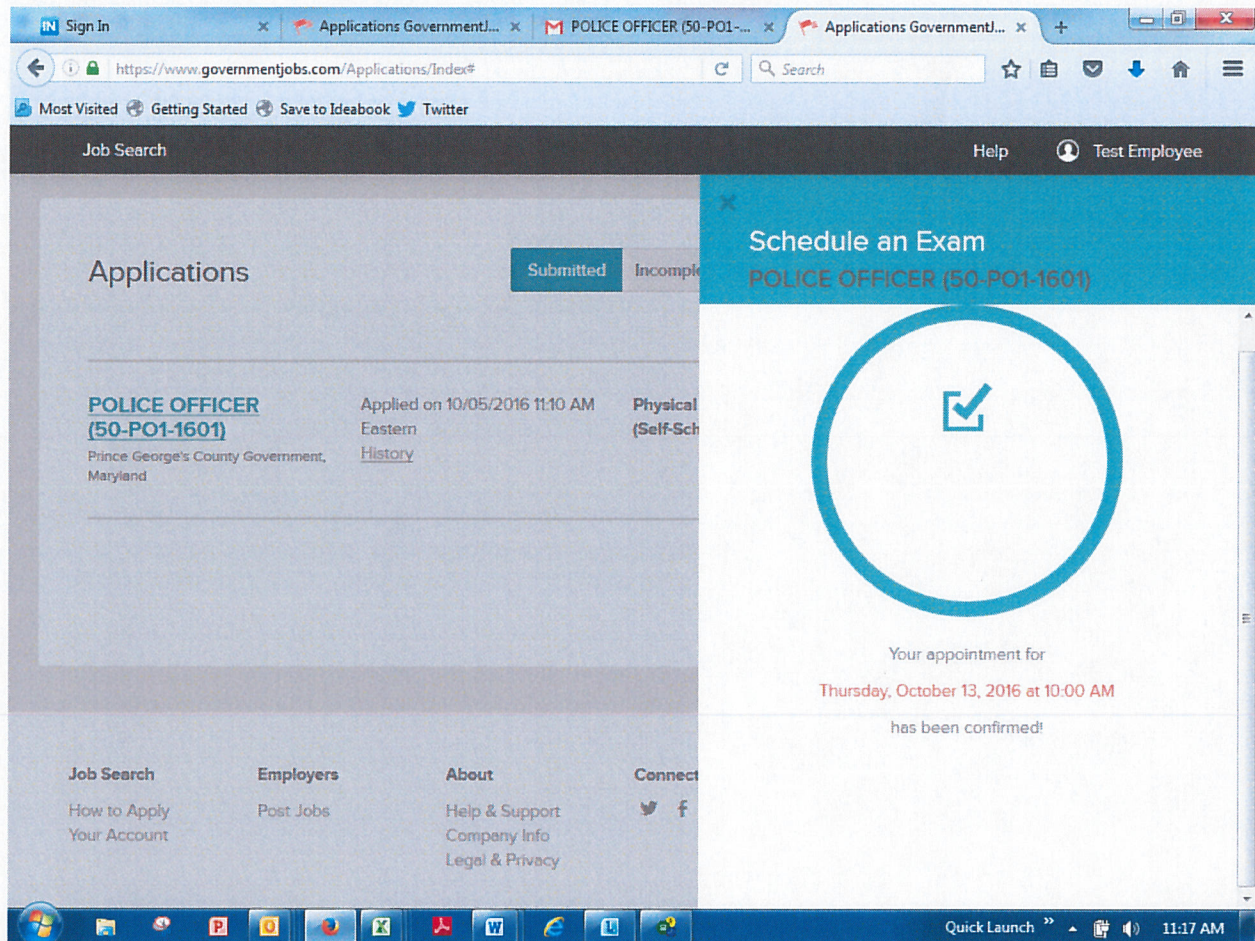 IN Sign In
Applications GovernmentJ...
POLICE OFFICER (50-PO1-...
Applications GovernmentJ...
https://www.governmentjobs.com/Applications/Index#
Search
Most Visited Getting Started Save to Ideabook Twitter
Job Search
Help
Test Employee
Schedule an Exam
POLICE OFFICER (50-PO1-1601)
Applications
Submitted
Incomple
POLICE OFFICER
(50-PO1-1601)
Prince George's County Government,
Maryland
Applied on 10/05/2016 11:10 AM
Eastern
History
Physical
(Self-Sch
Your appointment for
Thursday, October 13, 2016 at 10:00 AM
has been confirmed!
Job Search
How to Apply
Your Account
Employers
Post Jobs
About
Help & Support
Company Info
Legal & Privacy
Connect
Quick Launch
11:17 AM